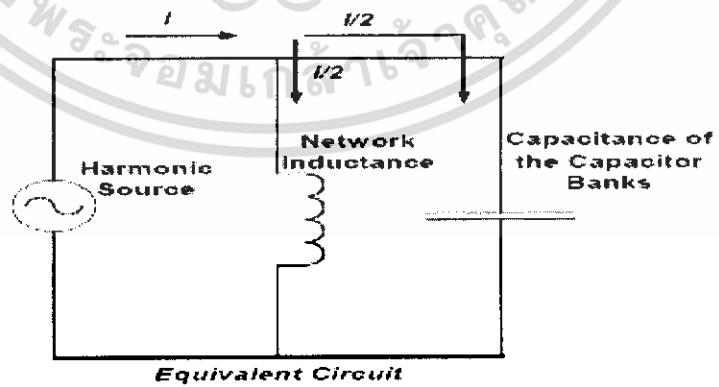 I
I/2
I/2
Harmonic
Source
Network
Inductance
Capacitance of
the Capacitor
Banks
Equivalent Circuit